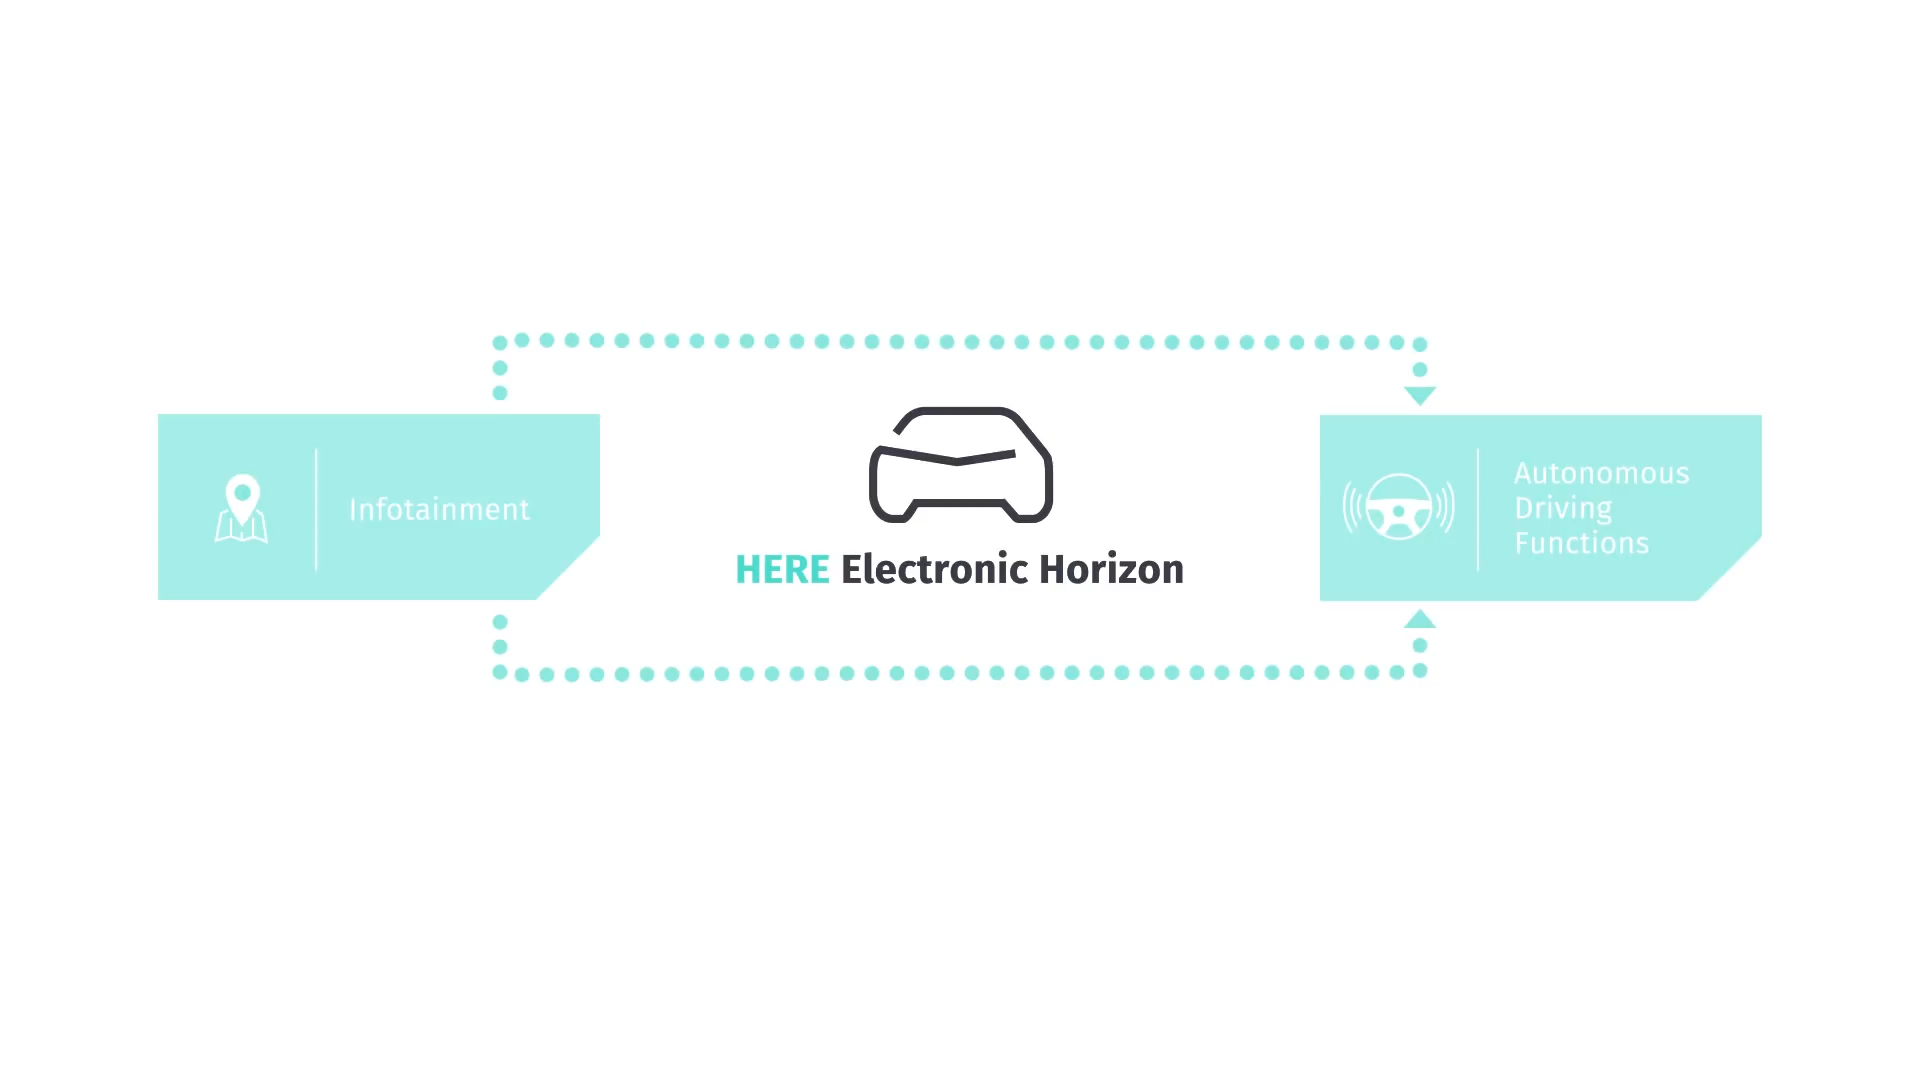 Infotainment
HERE Electronic Horizon
Autonomous
Driving
Functions